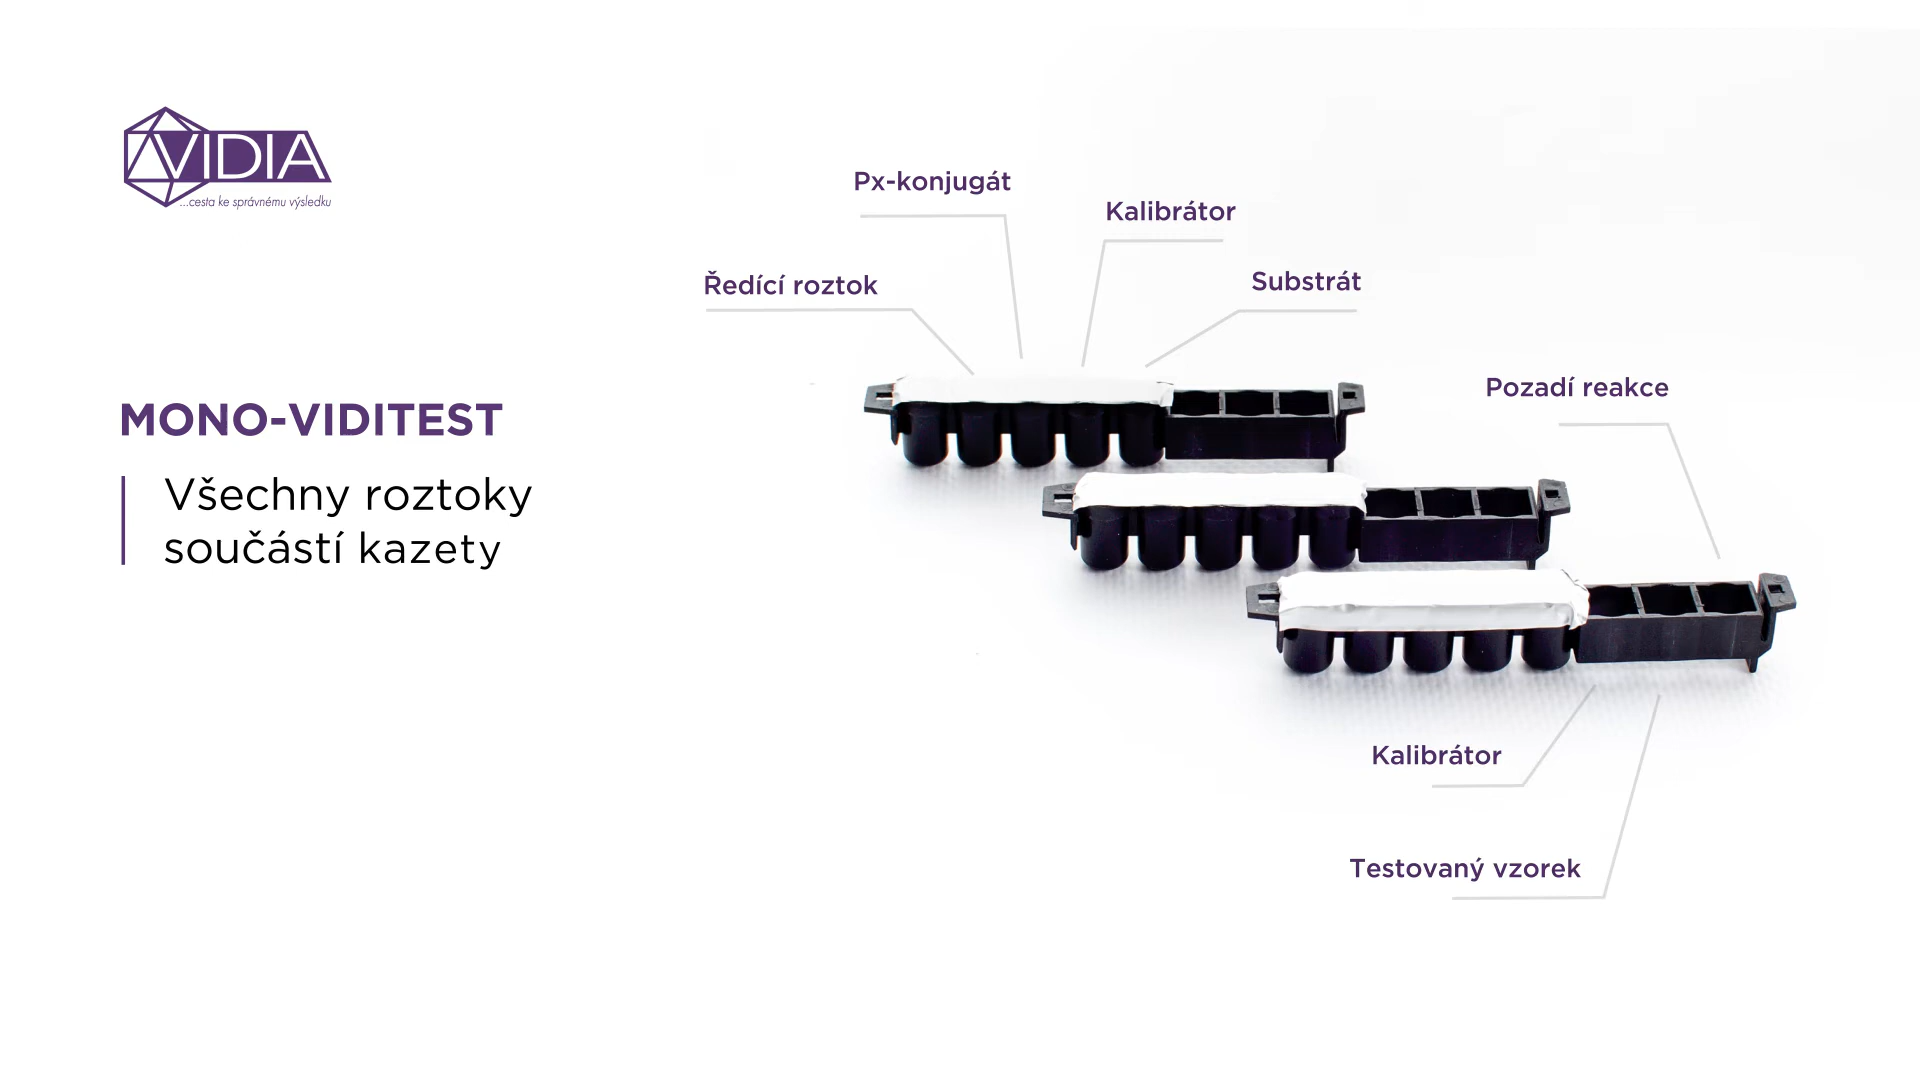 VIDIA
...cesta ke správnému výsledku
Px-konjugát
Kalibrátor
Ředící roztok
Substrát
Pozadí reakce
MONO-VIDITEST
Všechny roztoky
součástí kazety
Kalibrátor
Testovaný vzorek